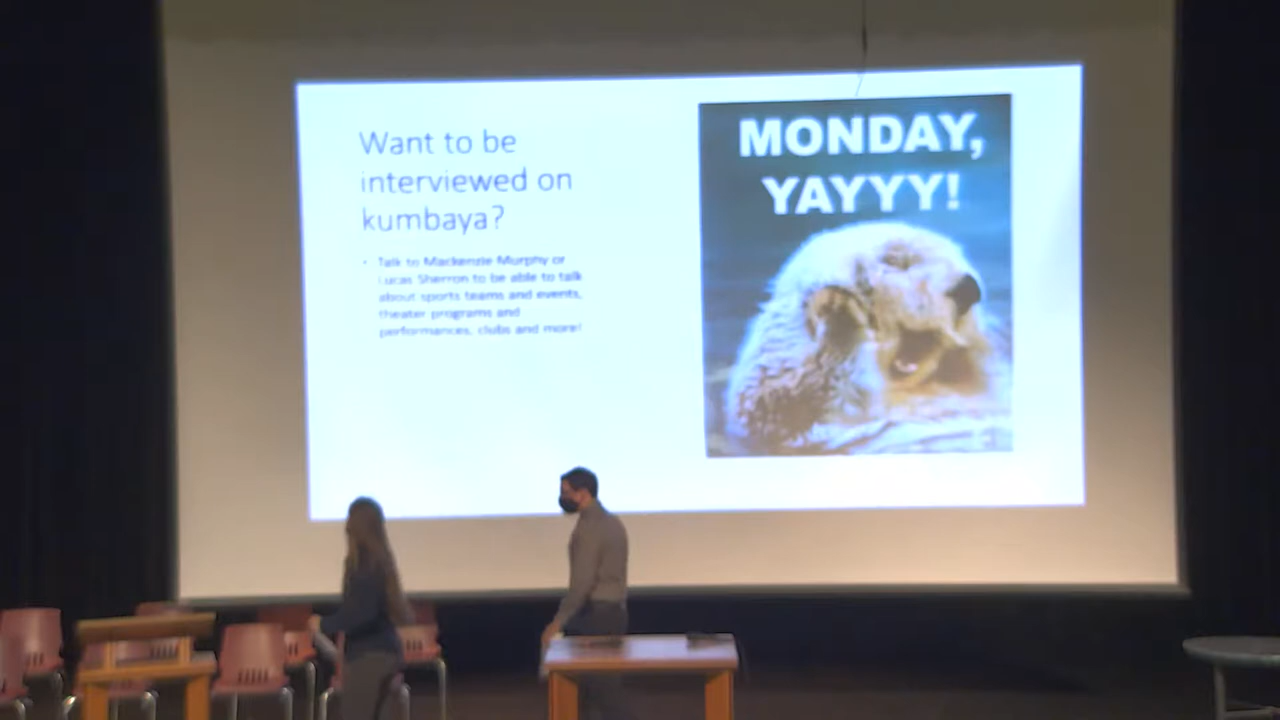 Want to be
interviewed on
kumbaya?
• Talk to Mackenzie Murphy or
Lucas Sherron to be able to talk
about sports teams and events,
theater programs and
performances, clubs and more!
MONDAY,
YAYYY!